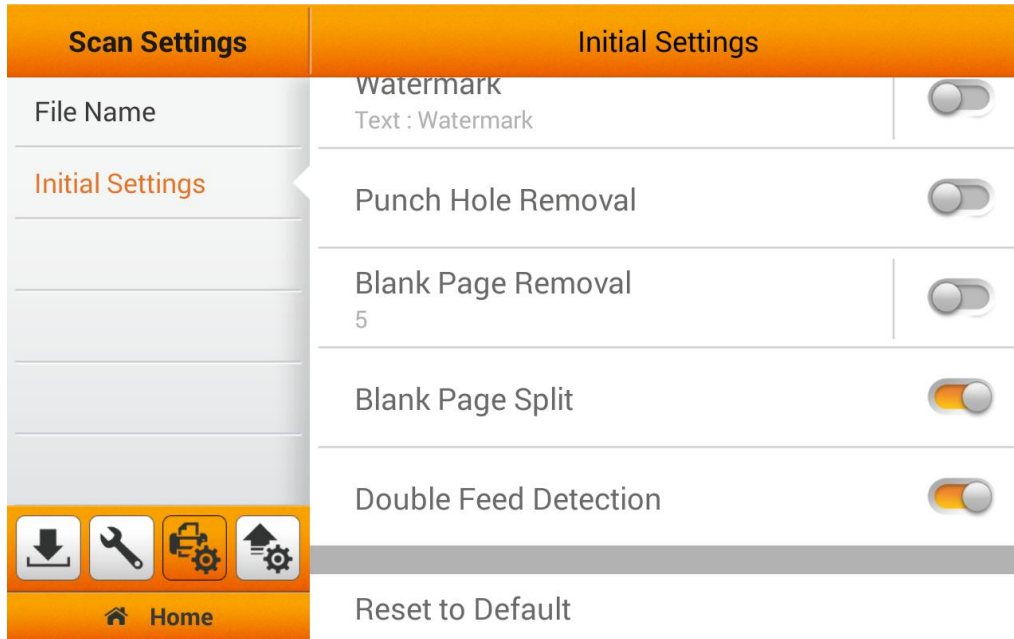 Scan Settings
Initial Settings
File Name
Initial Settings
Home
Watermark
Text : Watermark
Punch Hole Removal
Blank Page Removal
5
Blank Page Split
Double Feed Detection
Reset to Default